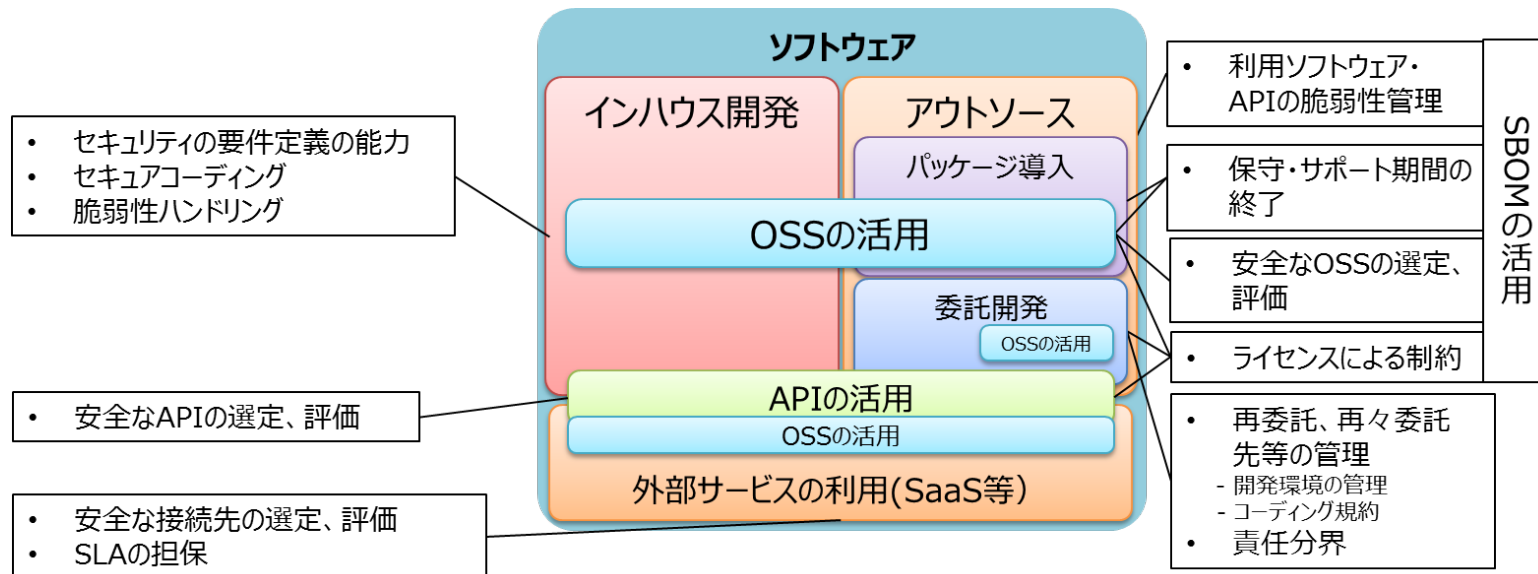 ソフトウェア
インハウス開発
アウトソース
パッケージ導入
OSSの活用
委託開発
OSSの活用
APIの活用
OSSの活用
外部サービスの利用(SaaS等)
• セキュリティの要件定義の能力
• セキュアコーディング
• 脆弱性ハンドリング
• 安全なAPIの選定、評価
• 安全な接続先の選定、評価
• SLAの担保
• 利用ソフトウェア・
APIの脆弱性管理
• 保守・サポート期間の
終了
• 安全なOSSの選定、
評価
• ライセンスによる制約
SBOMの活用
• 再委託、再々委託
先等の管理
- 開発環境の管理
- コーディング規約
• 責任分界